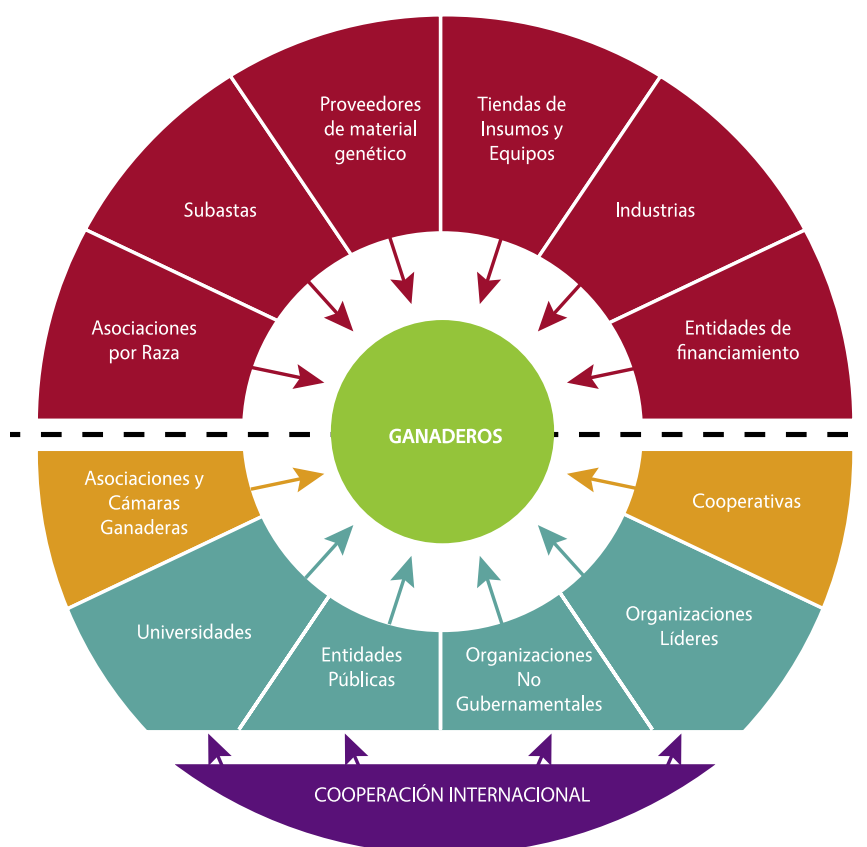 Proveedores
de material
genético
Tiendas de
Insumos y
Equipos
Subastas
Industrias
Asociaciones
por Raza
Entidades de
financiamiento
GANADEROS
Asociaciones y
Cámaras
Ganaderas
Cooperativas
Universidades
Entidades
Públicas
Organizaciones
No
Gubernamentales
Organizaciones
Líderes
COOPERACIÓN INTERNACIONAL